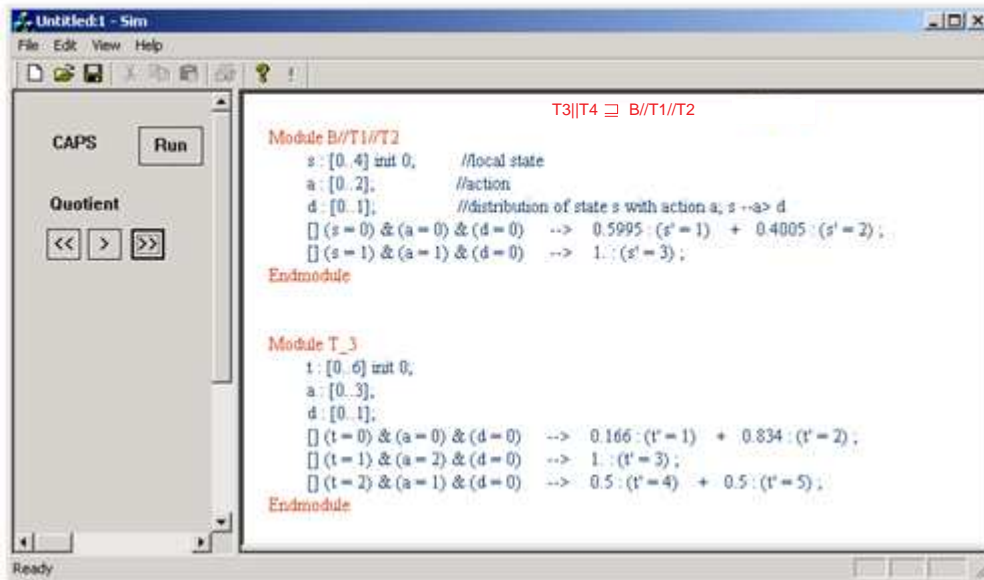 Untitled:1 - Sim
File Edit View Help
CAPS
Run
Quotient
<< > >>
T3||T4 ⊒ B//T1//T2
Module B//T1//T2
s : [0..4] init 0; //local state
a : [0..2]; //action
d : [0..1]; //distribution of state s with action a; s --a> d
[] (s = 0) & (a = 0) & (d = 0) --> 0.5995 : (s' = 1) + 0.4005 : (s' = 2) ;
[] (s = 1) & (a = 1) & (d = 0) --> 1. : (s' = 3) ;
Endmodule
Module T_3
t : [0..6] init 0;
a : [0..3];
d : [0..1];
[] (t = 0) & (a = 0) & (d = 0) --> 0.166 : (t' = 1) + 0.834 : (t' = 2) ;
[] (t = 1) & (a = 2) & (d = 0) --> 1. : (t' = 3) ;
[] (t = 2) & (a = 1) & (d = 0) --> 0.5 : (t' = 4) + 0.5 : (t' = 5) ;
Endmodule
Ready